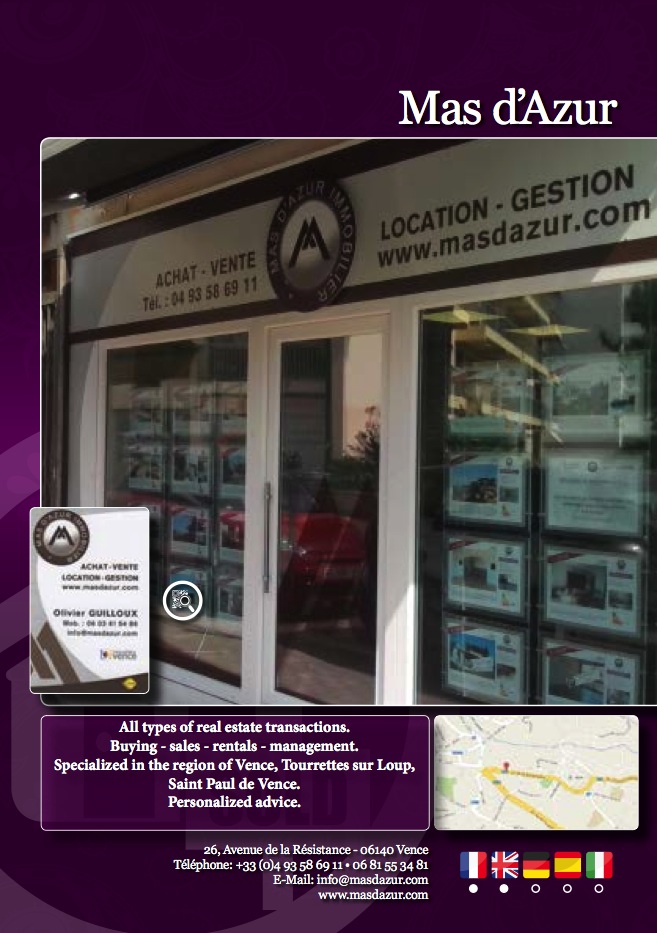 Mas d'Azur
MAS D'AZUR IMMOBILIER
LOCATION - GESTION
www.masdazur.com
ACHAT - VENTE
Tél. : 04 93 58 69 11
MAS D'AZUR IMMOBILIER
ACHAT-VENTE
LOCATION-GESTION
www.masdazur.com
Olivier GUILLOUX
info@masdazur.com
vence
All types of real estate transactions.
Buying - sales - rentals - management.
Specialized in the region of Vence, Tourrettes sur Loup,
Saint Paul de Vence.
Personalized advice.
26, Avenue de la Résistance - 06140 Vence
Téléphone: +33 (0)4 93 58 69 11 • 06 81 55 34 81
E-Mail: info@masdazur.com
www.masdazur.com